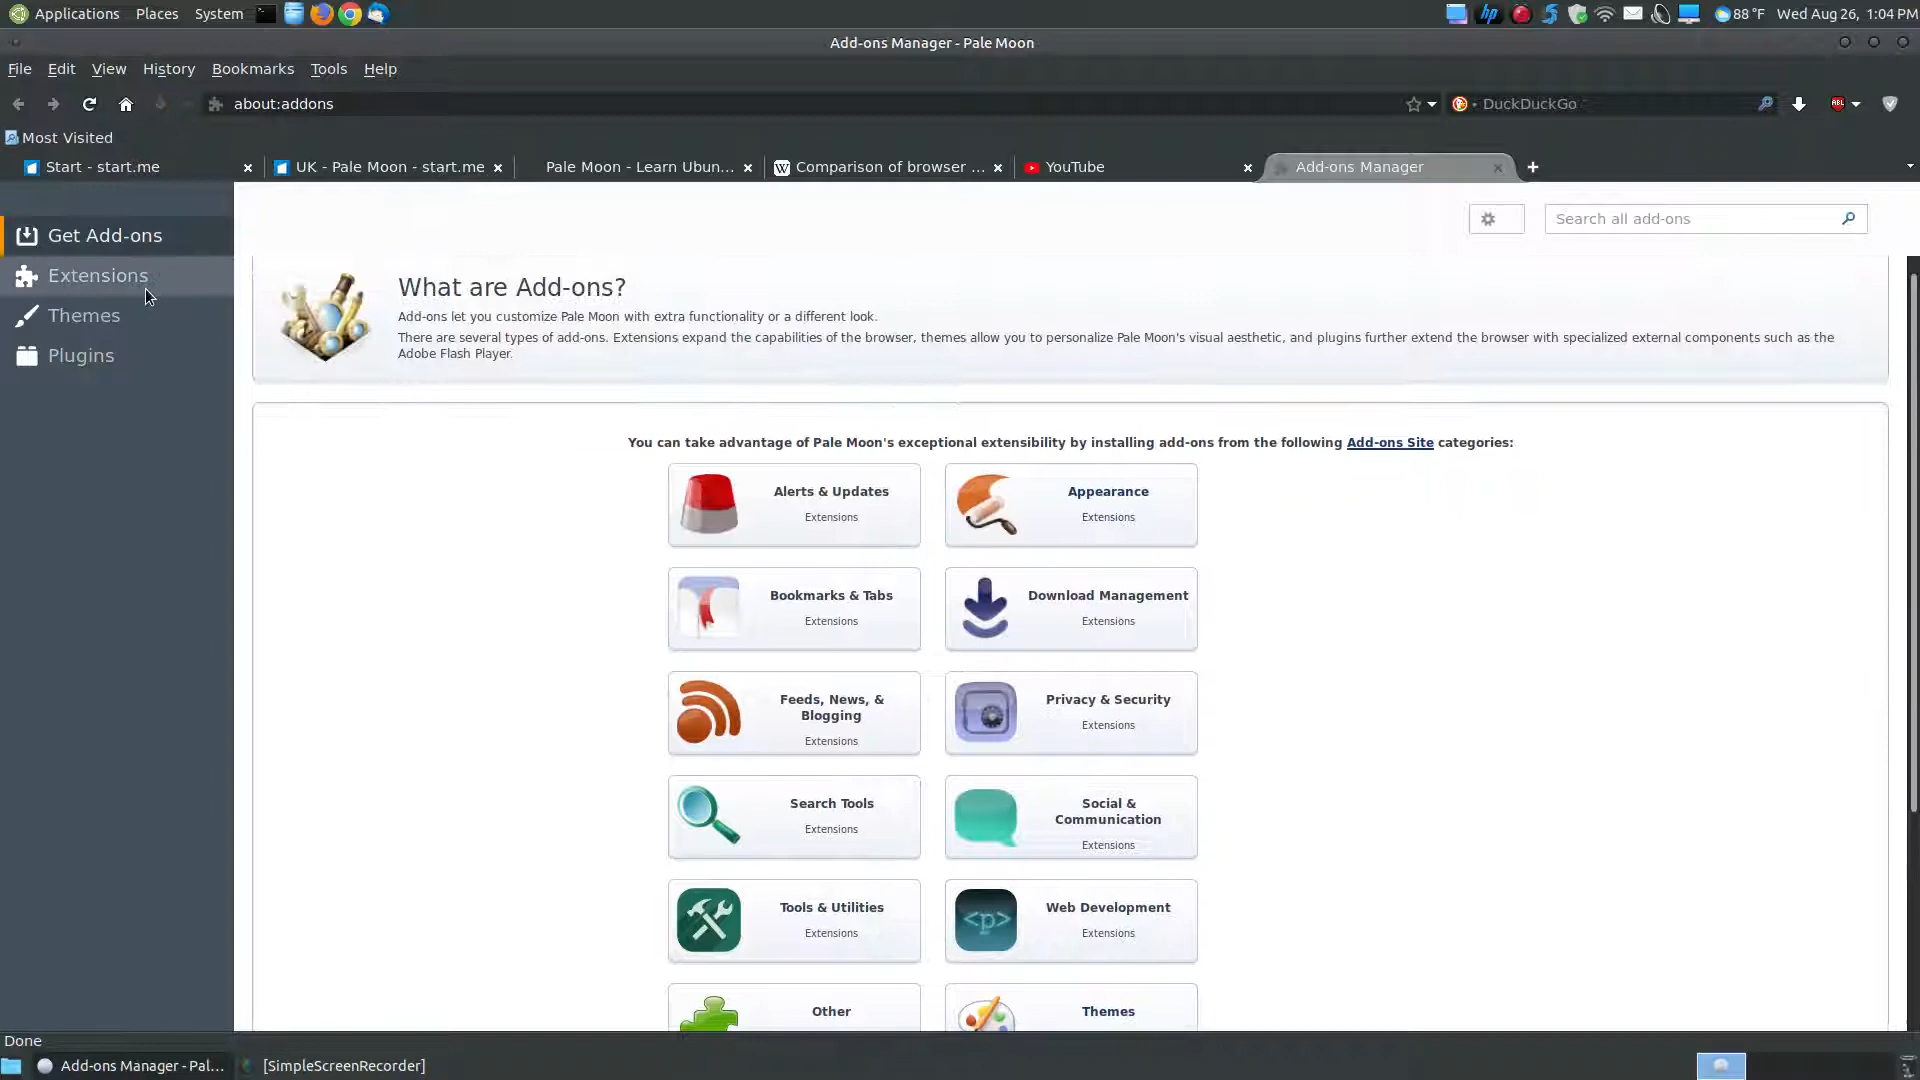 Applications Places System 88 °F Wed Aug 26, 1:04 PM
Add-ons Manager - Pale Moon
File Edit View History Bookmarks Tools Help
about:addons DuckDuckGo
Most Visited
Start - start.me UK - Pale Moon - start.me Pale Moon - Learn Ubun... Comparison of browser ... YouTube Add-ons Manager
Get Add-ons
Extensions
Themes
Plugins
Search all add-ons
What are Add-ons?
Add-ons let you customize Pale Moon with extra functionality or a different look.
There are several types of add-ons. Extensions expand the capabilities of the browser, themes allow you to personalize Pale Moon's visual aesthetic, and plugins further extend the browser with specialized external components such as the
Adobe Flash Player.
You can take advantage of Pale Moon's exceptional extensibility by installing add-ons from the following Add-ons Site categories:
Alerts & Updates
Extensions
Appearance
Extensions
Bookmarks & Tabs
Extensions
Download Management
Extensions
Feeds, News, &
Blogging
Extensions
Privacy & Security
Extensions
Search Tools
Extensions
Social &
Communication
Extensions
Tools & Utilities
Extensions
<p>
Web Development
Extensions
Other
Themes
Done
Add-ons Manager - Pal... [SimpleScreenRecorder]